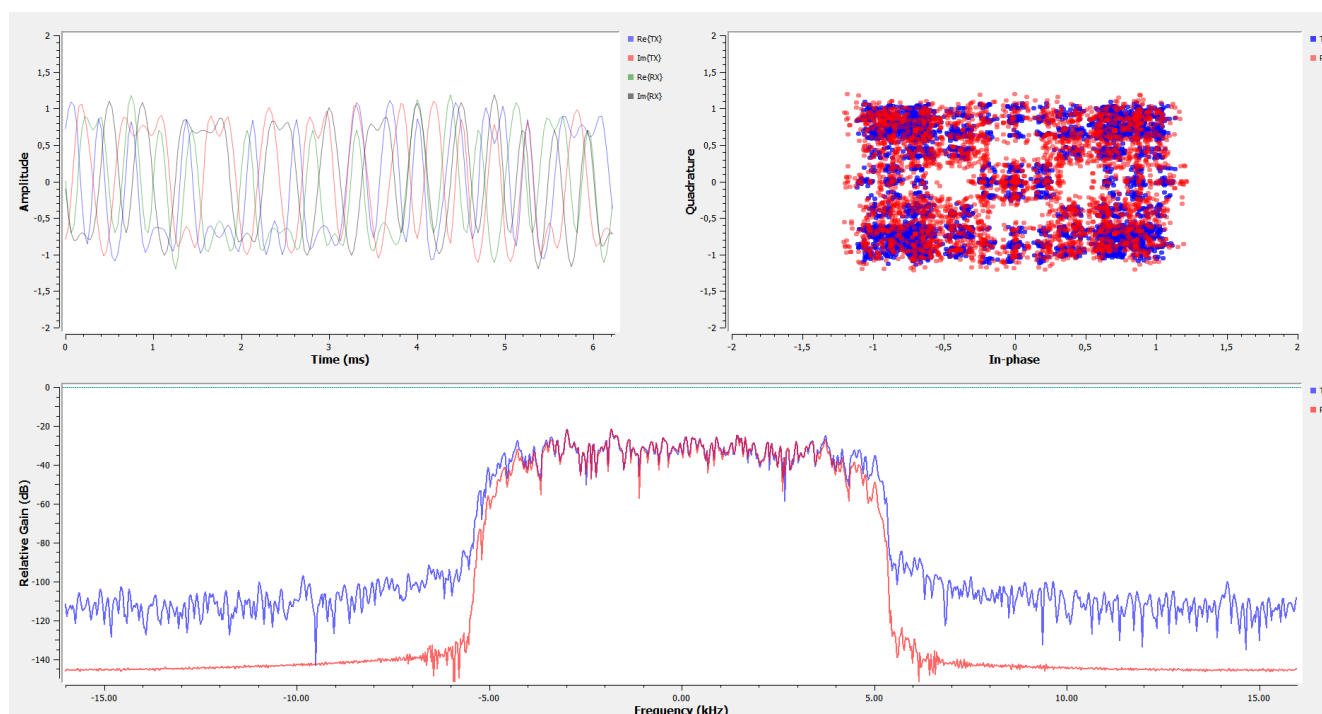 2
1,5
1
0,5
0
-0,5
-1
-1,5
-2
Amplitude
0 1 2 3 4 5 6
Time (ms)
Re{TX}
Im{TX}
Re{RX}
Im{RX}
2
1,5
1
0,5
0
-0,5
-1
-1,5
-2
Quadrature
-2 -1,5 -1 -0,5 0 0,5 1 1,5 2
In-phase
T
0
-20
-40
-60
-80
-100
-120
-140
Relative Gain (dB)
-15.00 -10.00 -5.00 0.00 5.00 10.00 15.00
Frequency (kHz)
T